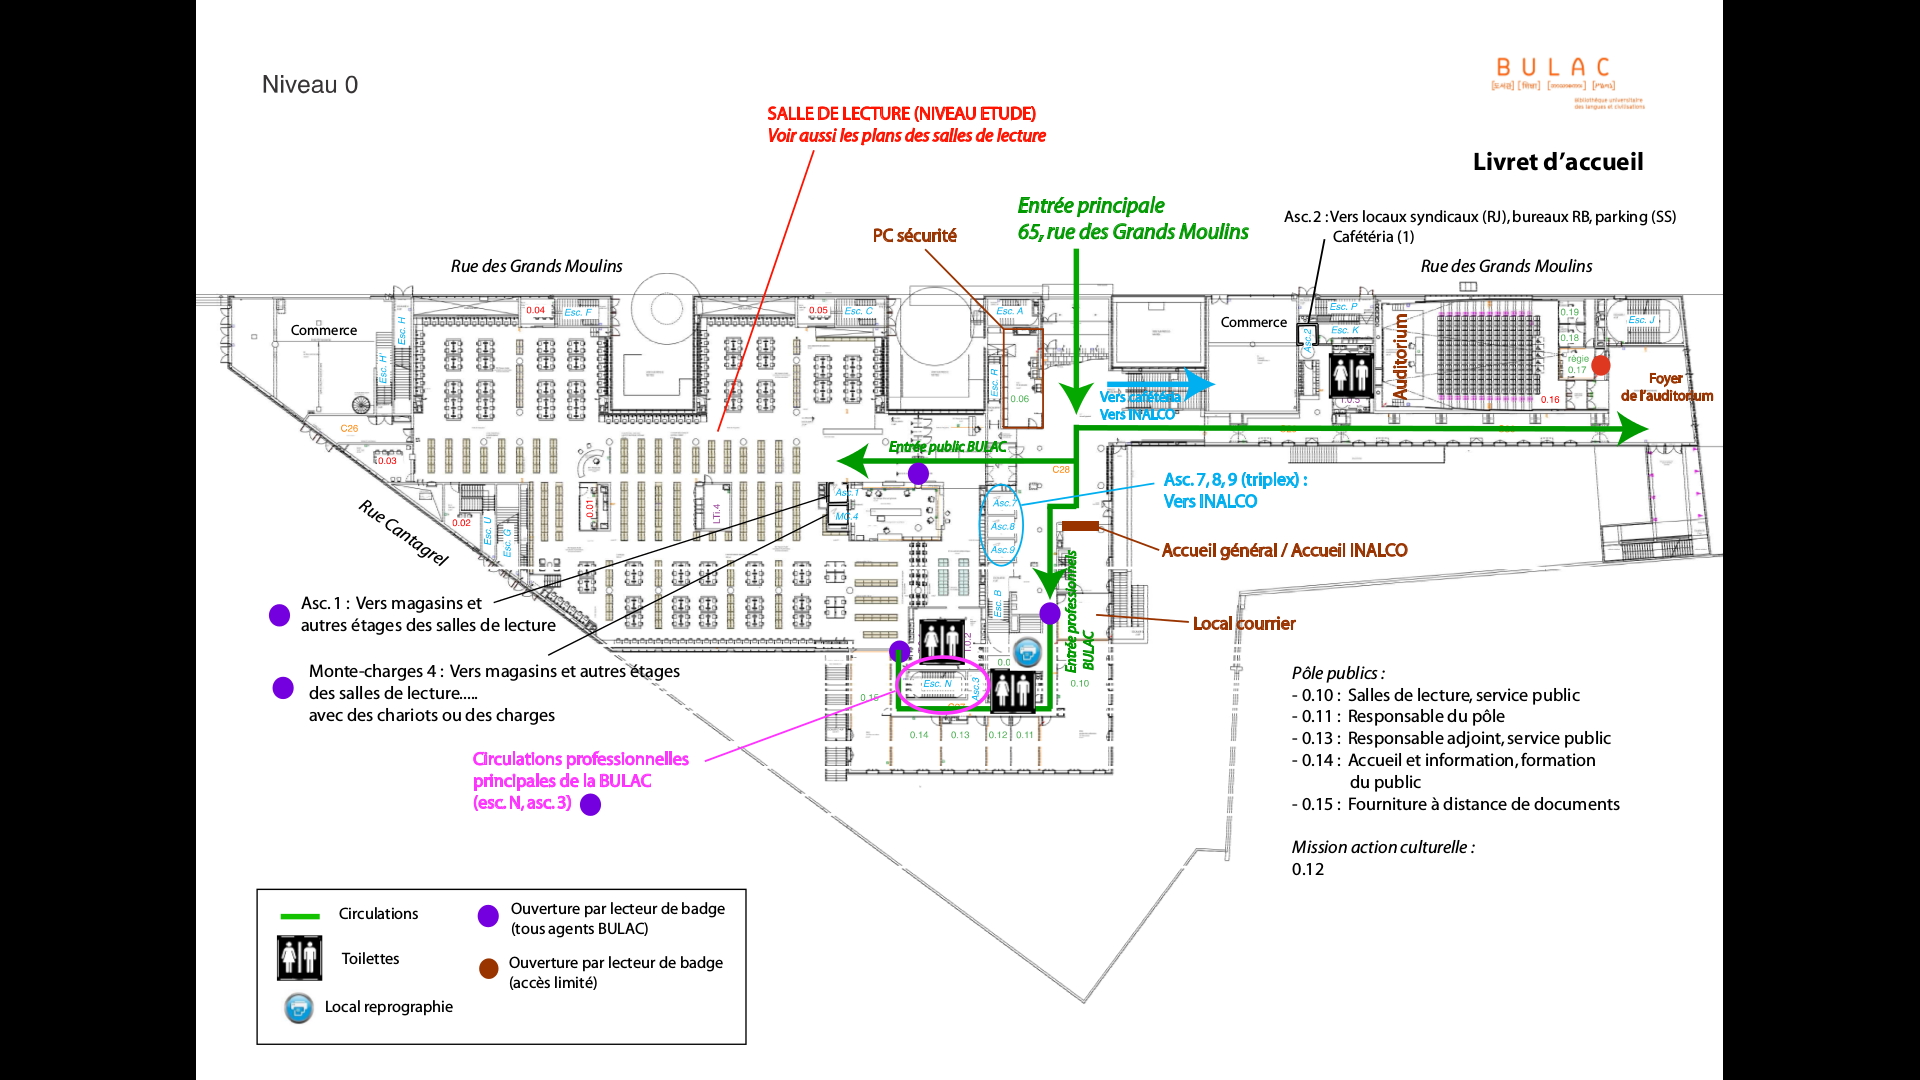 Niveau 0
BULAC
Bibliothèque universitaire
des langues et civilisations
Livret d’accueil
SALLE DE LECTURE (NIVEAU ETUDE)
Voir aussi les plans des salles de lecture
Entrée principale
65, rue des Grands Moulins
PC sécurité
Asc. 2 : Vers locaux syndicaux (RJ), bureaux RB, parking (SS)
Cafétéria (1)
Rue des Grands Moulins
Rue des Grands Moulins
Commerce
Esc. H
Esc. H'
0.04
Esc. F
0.05
Esc. C
Esc. A
Esc. R
0.06
Commerce
Esc. P
Esc. K
Asc.2
Auditorium
0.19
0.18
régie
0.17
0.16
Esc. J
Foyer
de l’auditorium
Vers cafétéria
Vers INALCO
C26
0.03
Entrée public BULAC
C28
0.02
Esc. U
Esc. G
0.01
LTi.4
Asc.1
MC.4
Asc.7
Asc.8
Asc.9
Asc. 7, 8, 9 (triplex) :
Vers INALCO
Rue Cantagrel
Accueil général / Accueil INALCO
Esc. B
Entrée professionnels
BULAC
Local courrier
Asc. 1 : Vers magasins et
autres étages des salles de lecture
Monte-charges 4 : Vers magasins et autres étages
des salles de lecture.....
avec des chariots ou des charges
0.15
Esc. N
Asc.3
0.10
0.14
0.13
0.12
0.11
Circulations professionnelles
principales de la BULAC
(esc. N, asc. 3)
Pôle publics :
- 0.10 : Salles de lecture, service public
- 0.11 : Responsable du pôle
- 0.13 : Responsable adjoint, service public
- 0.14 : Accueil et information, formation
du public
- 0.15 : Fourniture à distance de documents
Mission action culturelle :
0.12
Circulations
Toilettes
Local reprographie
Ouverture par lecteur de badge
(tous agents BULAC)
Ouverture par lecteur de badge
(accès limité)